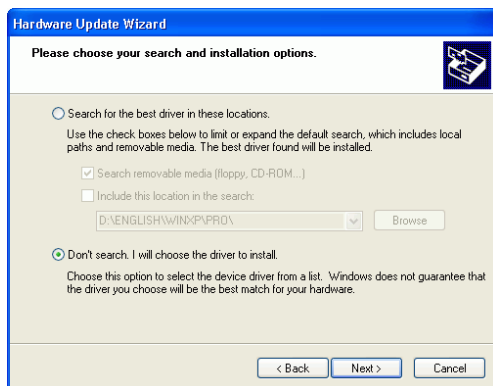 Hardware Update Wizard
Please choose your search and installation options.
Search for the best driver in these locations.
Use the check boxes below to limit or expand the default search, which includes local
paths and removable media. The best driver found will be installed.
Search removable media (floppy, CD-ROM...)
Include this location in the search:
D:\ENGLISH\WINXP\PRO\
Browse
Don't search. I will choose the driver to install.
Choose this option to select the device driver from a list. Windows does not guarantee that
the driver you choose will be the best match for your hardware.
< Back
Next >
Cancel